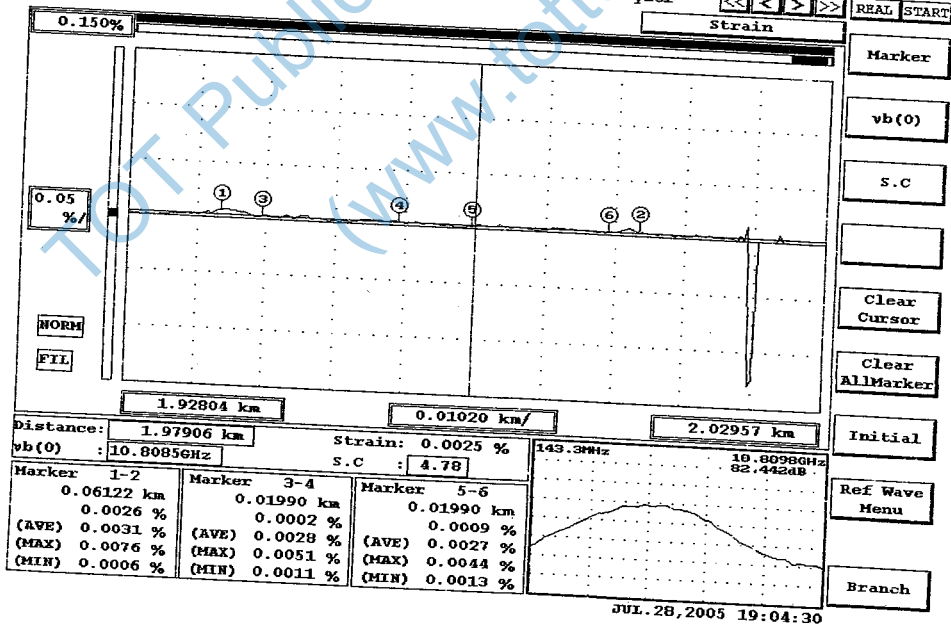 << < > >>
REAL START
0.150%
Strain
Marker
νb(0)
S.C
0.05
%/
1
3
4
5
6
2
NORM
FIL
Clear
Cursor
Clear
AllMarker
Initial
Ref Wave
Menu
Branch
1.92804 km
0.01020 km/
2.02957 km
Distance: 1.97906 km
Strain: 0.0025 %
νb(0) : 10.8085GHz
S.C : 4.78
Marker 1-2
0.06122 km
0.0026 %
(AVE) 0.0031 %
(MAX) 0.0076 %
(MIN) 0.0006 %
Marker 3-4
0.01990 km
0.0002 %
(AVE) 0.0028 %
(MAX) 0.0051 %
(MIN) 0.0011 %
Marker 5-6
0.01990 km
0.0009 %
(AVE) 0.0027 %
(MAX) 0.0044 %
(MIN) 0.0013 %
143.3MHz
10.8098GHz
82.442dB
JUL.28,2005 19:04:30
TOT Public
(www.tot